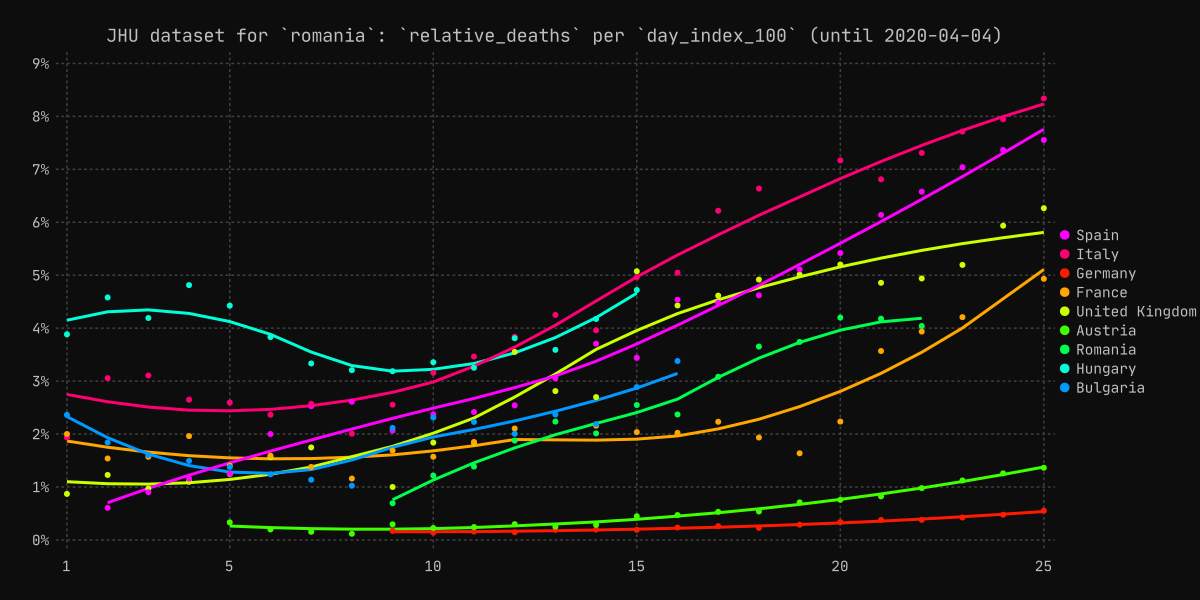 JHU dataset for `romania`: `relative_deaths` per `day_index_100` (until 2020-04-04)
9%
8%
7%
6%
5%
4%
3%
2%
1%
0%
1 5 10 15 20 25
Spain
Italy
Germany
France
United Kingdom
Austria
Romania
Hungary
Bulgaria